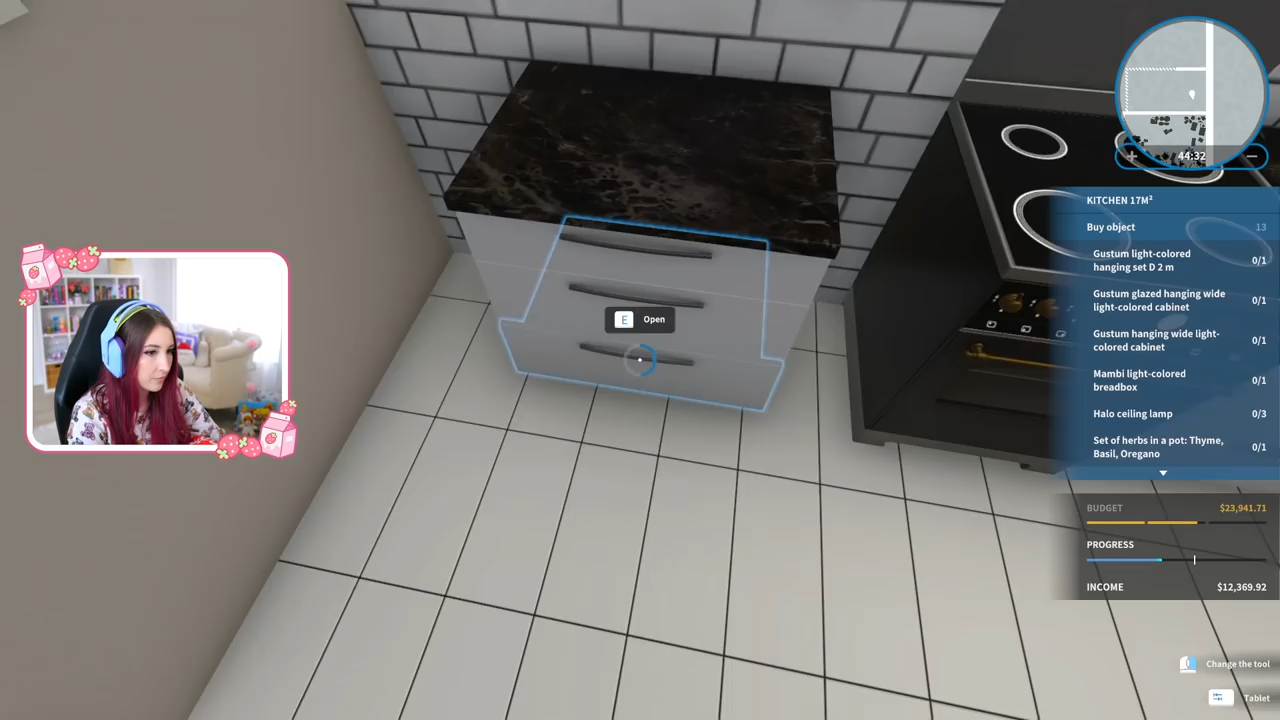 44:32
KITCHEN 17M²
Buy object 13
Gustum light-colored
hanging set D 2 m 0/1
Gustum glazed hanging wide
light-colored cabinet 0/1
Gustum hanging wide light-
colored cabinet 0/1
Mambi light-colored
breadbox 0/1
Halo ceiling lamp 0/3
Set of herbs in a pot: Thyme,
Basil, Oregano 0/1
E Open
BUDGET $23,941.71
PROGRESS
INCOME $12,369.92
Change the tool
Tablet